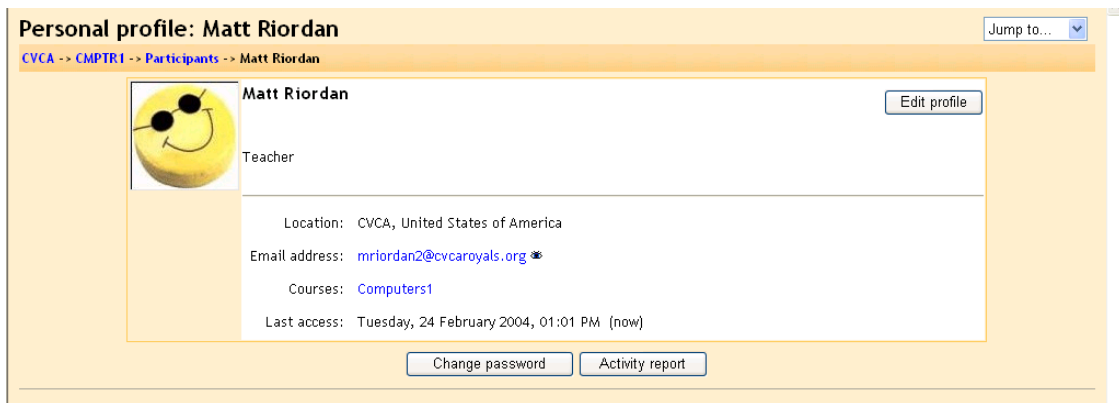 Personal profile: Matt Riordan
Jump to...
CVCA -> CMPTR1 -> Participants -> Matt Riordan
Matt Riordan
Edit profile
Teacher
Location: CVCA, United States of America
Email address: mriordan2@cvcaroyals.org
Courses: Computers1
Last access: Tuesday, 24 February 2004, 01:01 PM (now)
Change password
Activity report